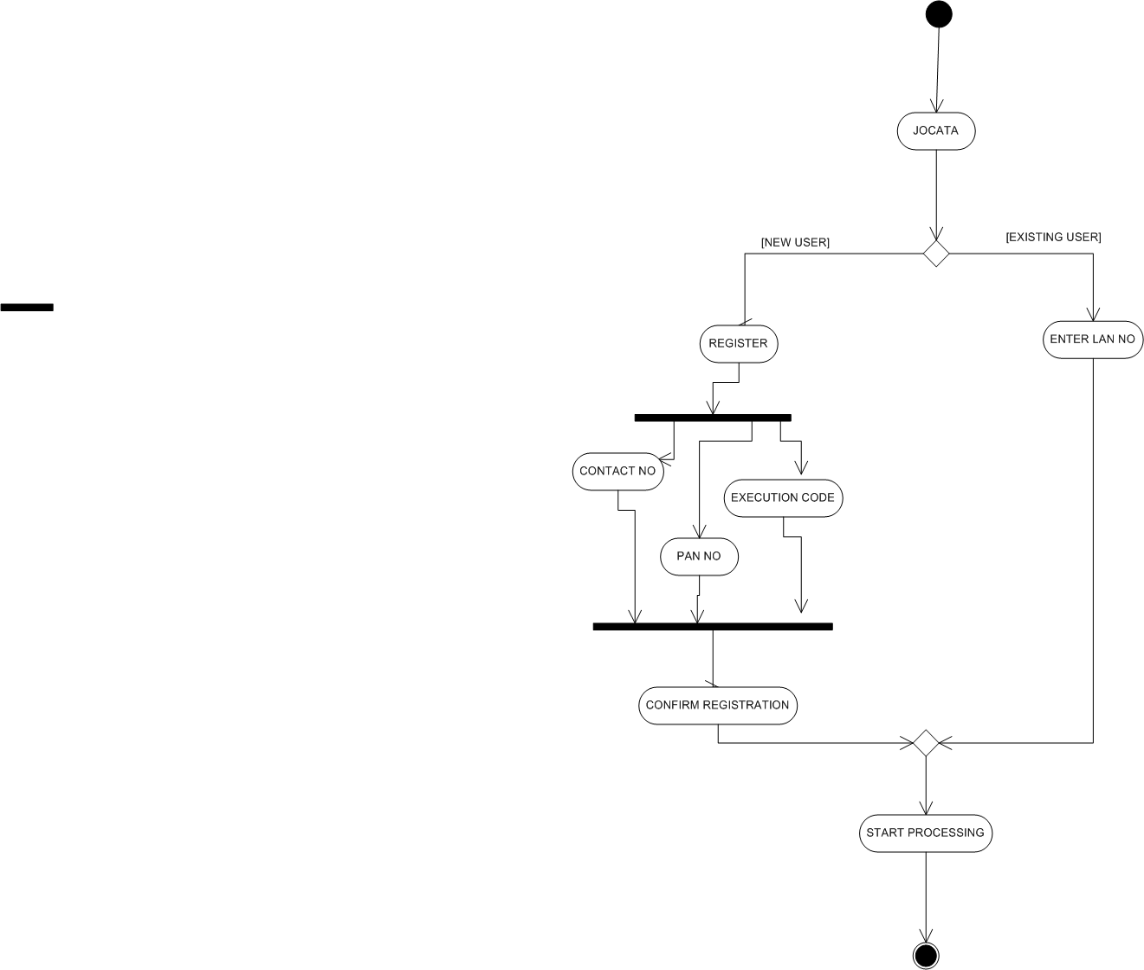 JOCATA
[NEW USER]
[EXISTING USER]
REGISTER
ENTER LAN NO
CONTACT NO
EXECUTION CODE
PAN NO
CONFIRM REGISTRATION
START PROCESSING